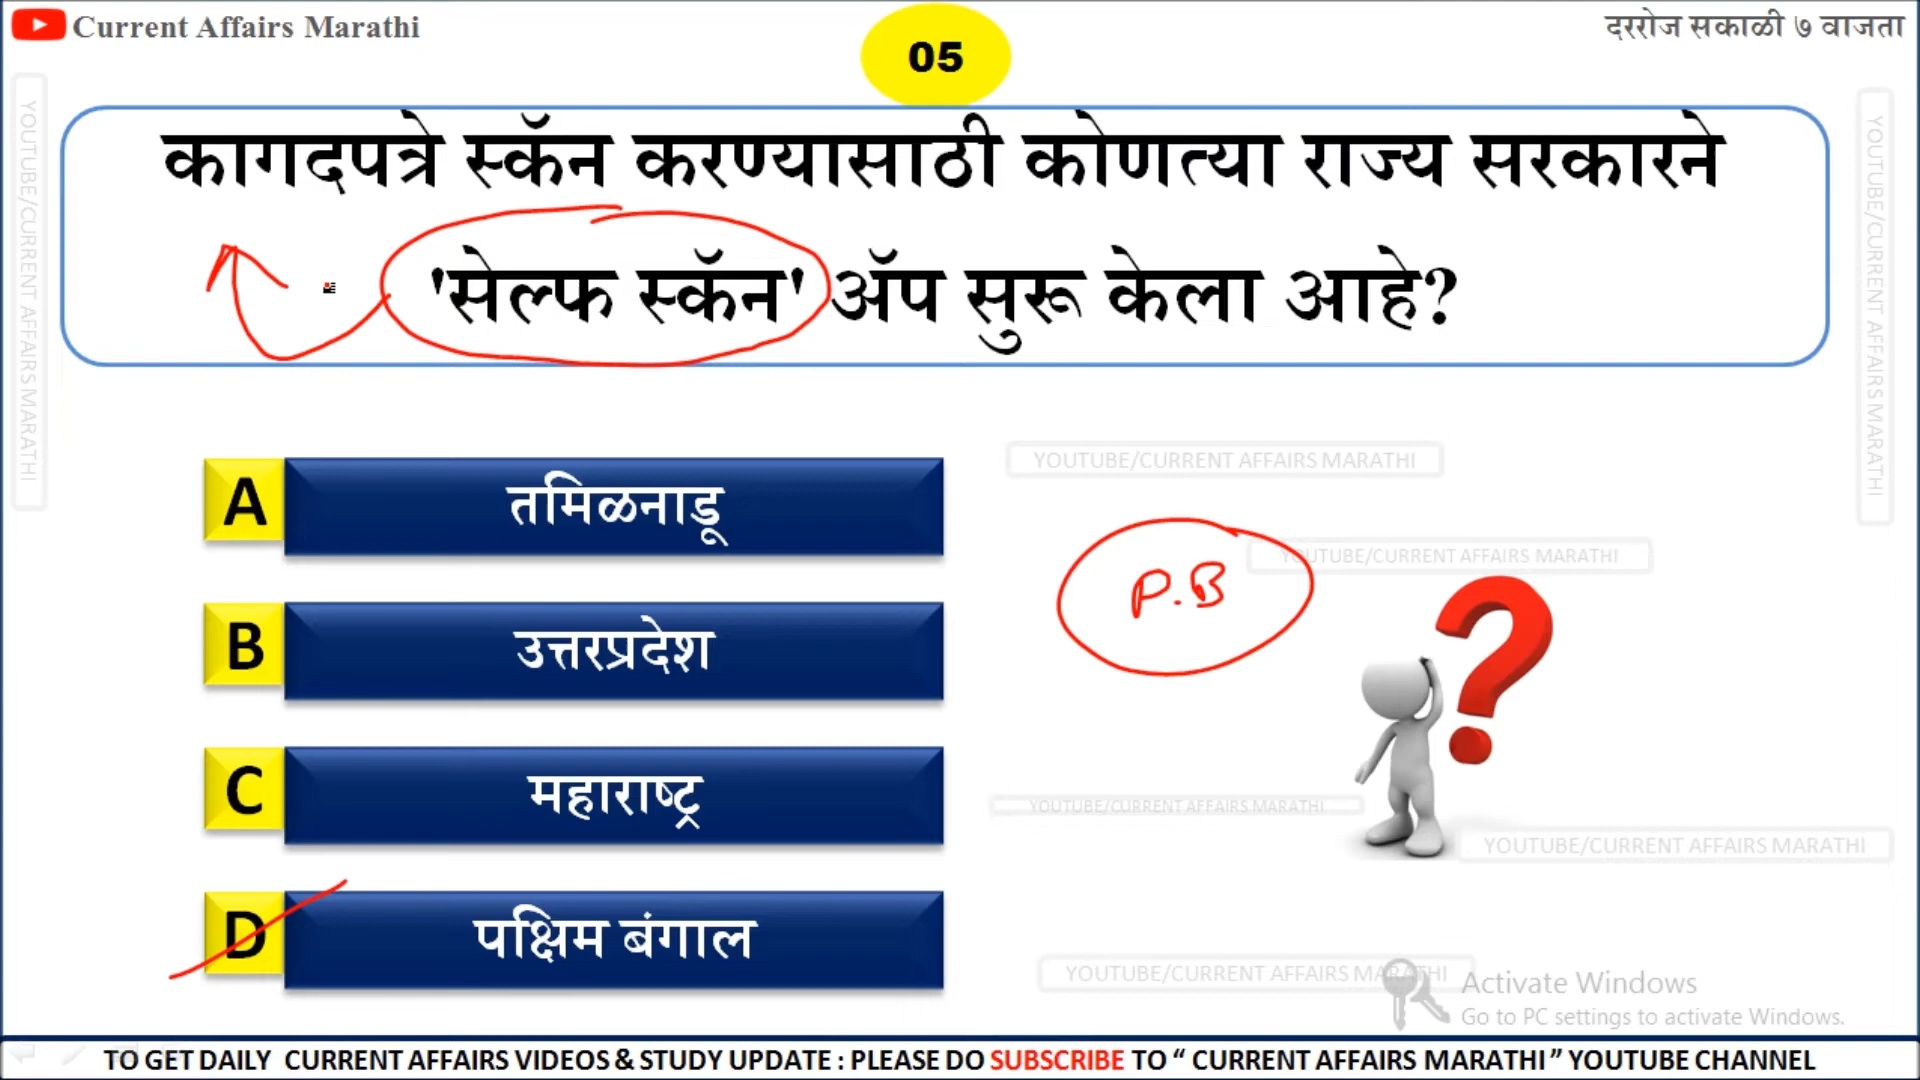 Current Affairs Marathi
दररोज सकाळी ७ वाजता
05
कागदपत्रे स्कॅन करण्यासाठी कोणत्या राज्य सरकारने
'सेल्फ स्कॅन' ॲप सुरू केला आहे?
YOUTUBE/CURRENT AFFAIRS MARATHI
YOUTUBE/CURRENT AFFAIRS MARATHI
A तमिळनाडू
YOUTUBE/CURRENT AFFAIRS MARATHI
YOUTUBE/CURRENT AFFAIRS MARATHI
P.B
B उत्तरप्रदेश
C महाराष्ट्र
YOUTUBE/CURRENT AFFAIRS MARATHI
YOUTUBE/CURRENT AFFAIRS MARATHI
D पश्चिम बंगाल
YOUTUBE/CURRENT AFFAIRS MARATHI
Activate Windows
Go to PC settings to activate Windows.
TO GET DAILY CURRENT AFFAIRS VIDEOS & STUDY UPDATE : PLEASE DO SUBSCRIBE TO “ CURRENT AFFAIRS MARATHI ” YOUTUBE CHANNEL